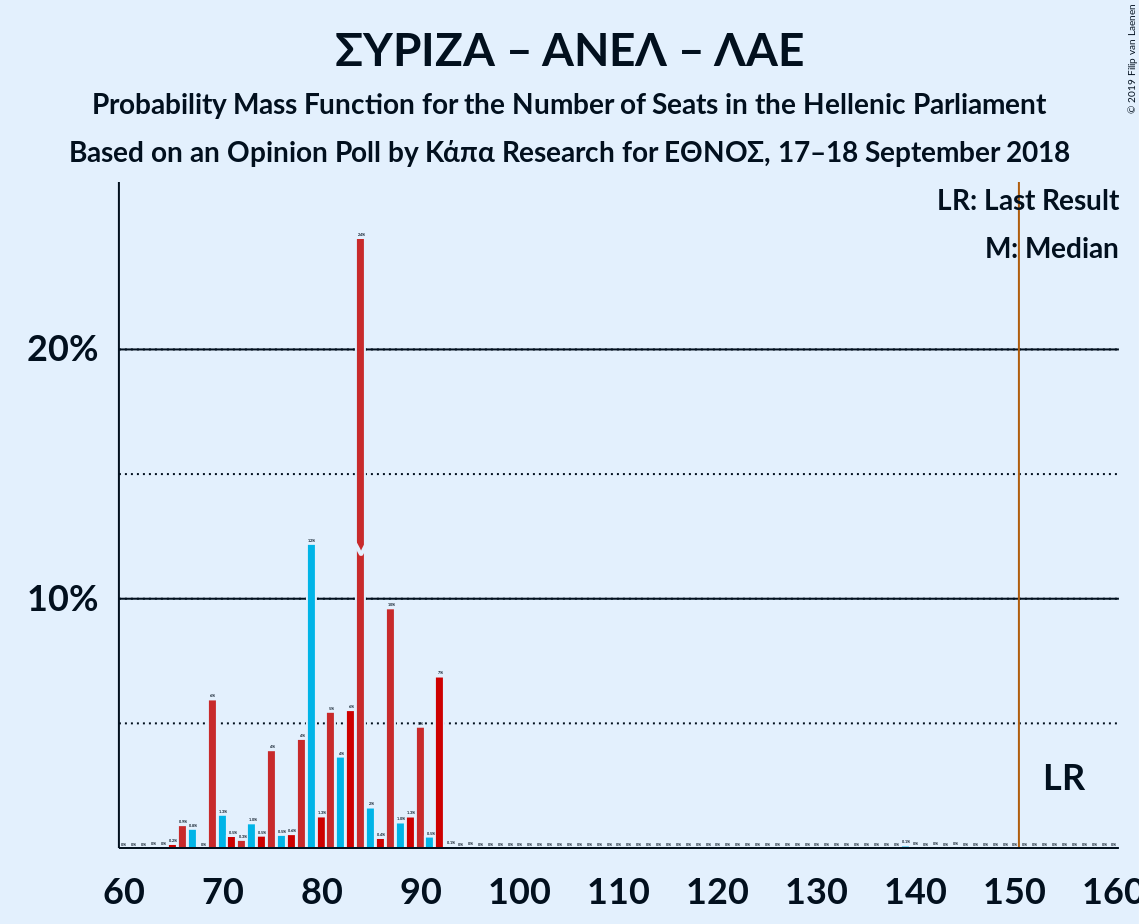 ΣΥΡΙΖΑ – ΑΝΕΛ – ΛΑΕ
Probability Mass Function for the Number of Seats in the Hellenic Parliament
Based on an Opinion Poll by Κάπα Research for ΕΘΝΟΣ, 17–18 September 2018
© 2019 Filip van Laenen
LR: Last Result
M: Median
20%
10%
LR
60 70 80 90 100 110 120 130 140 150 160